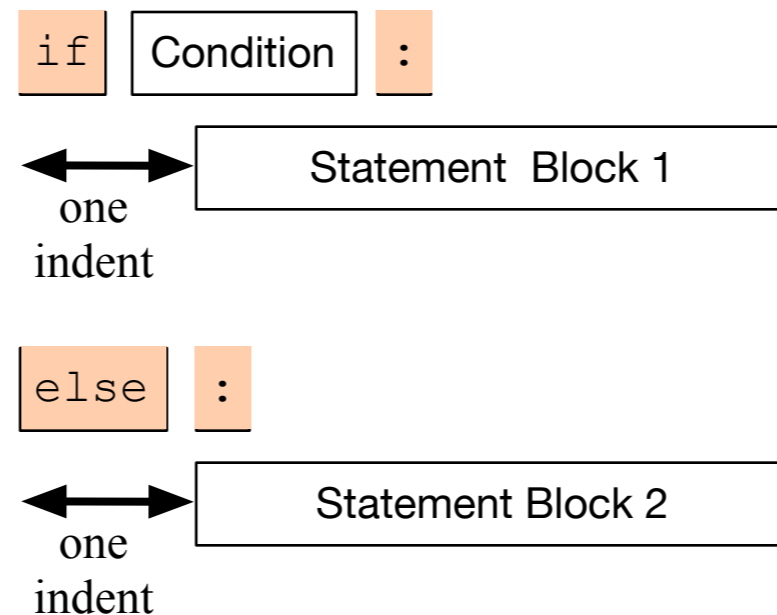 if Condition :
Statement Block 1
one
indent
else :
Statement Block 2
one
indent